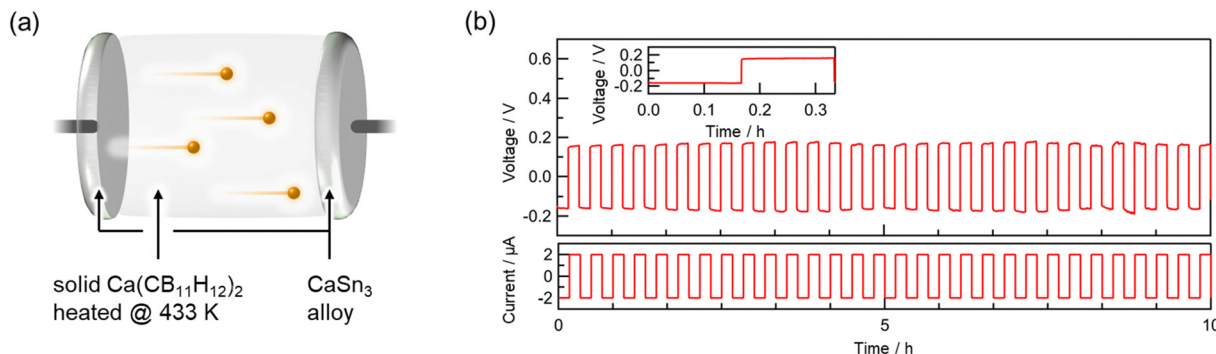 (a)
solid Ca(CB₁₁H₁₂)₂
heated @ 433 K
CaSn₃
alloy
(b)
Voltage / V
0.6
0.4
0.2
0.0
-0.2
Voltage / V
0.2
0.0
-0.2
0.0
0.1
0.2
0.3
Time / h
Current / µA
2
0
-2
0
5
10
Time / h